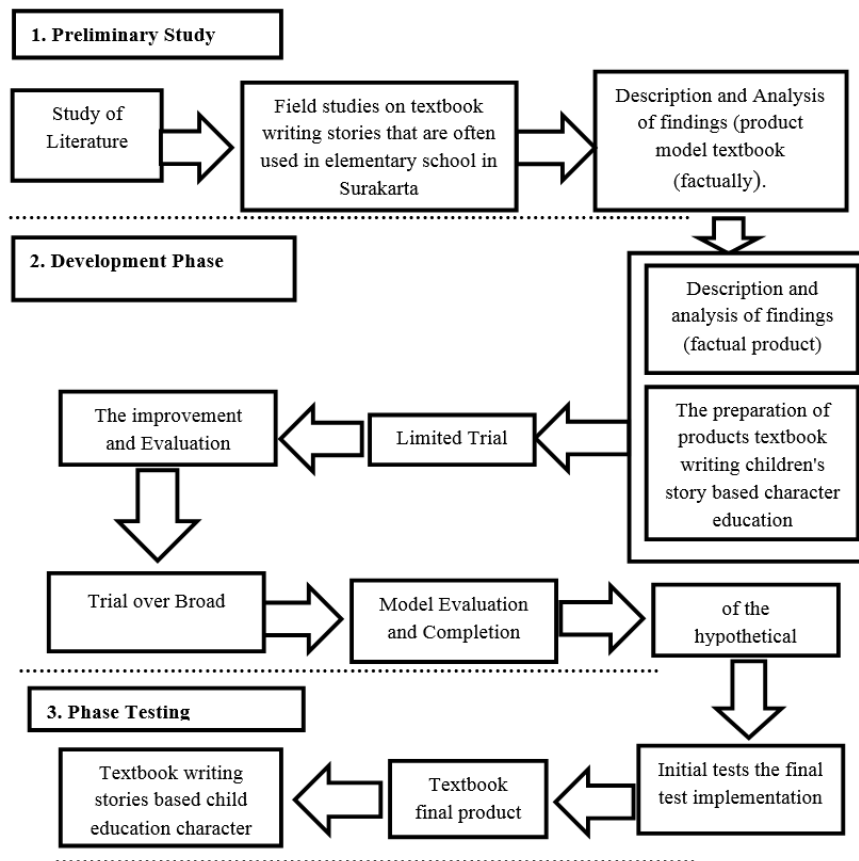 1. Preliminary Study
Study of
Literature
Field studies on textbook
writing stories that are often
used in elementary school in
Surakarta
Description and Analysis
of findings (product
model textbook
(factually).
2. Development Phase
Description and
analysis of findings
(factual product)
The preparation of
products textbook
writing children's
story based character
education
Limited Trial
The improvement
and Evaluation
Trial over Broad
Model Evaluation
and Completion
of the
hypothetical
3. Phase Testing
Initial tests the final
test implementation
Textbook
final product
Textbook writing
stories based child
education character